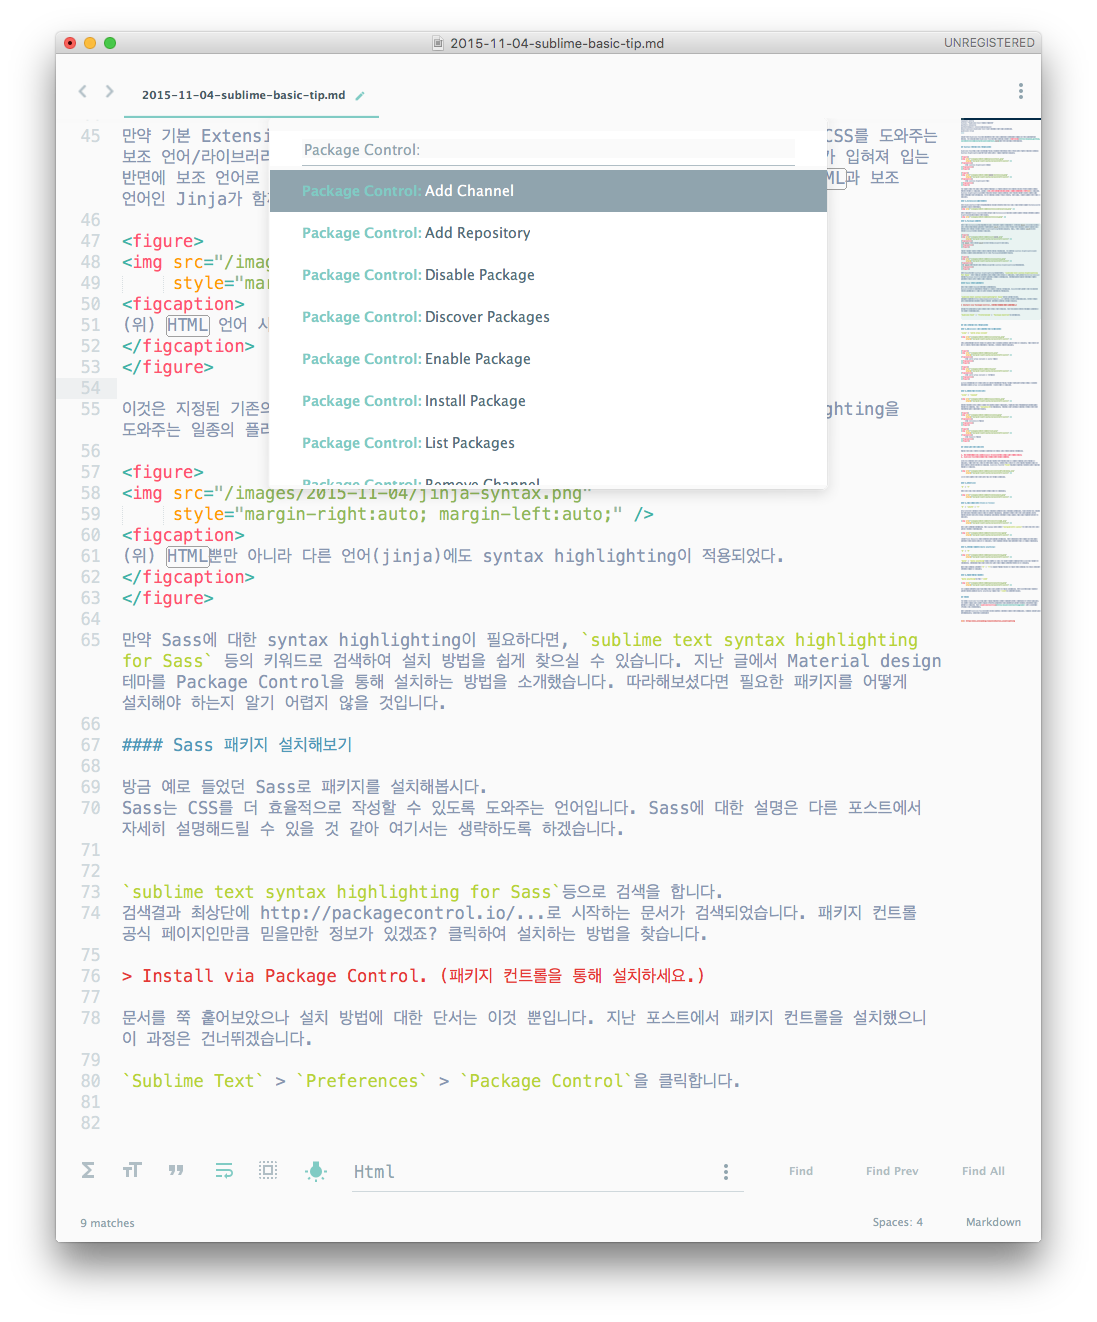 2015-11-04-sublime-basic-tip.md
UNREGISTERED
2015-11-04-sublime-basic-tip.md
Package Control:
Package Control: Add Channel
Package Control: Add Repository
Package Control: Disable Package
Package Control: Discover Packages
Package Control: Enable Package
Package Control: Install Package
Package Control: List Packages
Package Control: Remove Channel
45 만약 기본 CSS를 도와주는
보조 가 입혀져 입는
반면에 보조 언어로 ML과 보조
언어인 Jinja가
46
47 <figure>
48 <img src="/
49 style="
50 <figcaption>
51 (위) HTML 언어
52 </figcaption>
53 </figure>
54
55 이것은 지정된 ghting을
도와주는 일종의
56
57 <figure>
58 <img src="/images/2015-11-04/jinja-syntax.png"
59 style="margin-right:auto; margin-left:auto;" />
60 <figcaption>
61 (위) HTML뿐만 아니라 다른 언어(jinja)에도 syntax highlighting이 적용되었다.
62 </figcaption>
63 </figure>
64
65 만약 Sass에 대한 syntax highlighting이 필요하다면, `sublime text syntax highlighting
for Sass` 등의 키워드로 검색하여 설치 방법을 쉽게 찾으실 수 있습니다. 지난 글에서 Material design
테마를 Package Control을 통해 설치하는 방법을 소개했습니다. 따라해보셨다면 필요한 패키지를 어떻게
설치해야 하는지 알기 어렵지 않을 것입니다.
66
67 #### Sass 패키지 설치해보기
68
69 방금 예로 들었던 Sass로 패키지를 설치해봅시다.
70 Sass는 CSS를 더 효율적으로 작성할 수 있도록 도와주는 언어입니다. Sass에 대한 설명은 다른 포스트에서
자세히 설명해드릴 수 있을 것 같아 여기서는 생략하도록 하겠습니다.
71
72
73 `sublime text syntax highlighting for Sass`등으로 검색을 합니다.
74 검색결과 최상단에 http://packagecontrol.io/...로 시작하는 문서가 검색되었습니다. 패키지 컨트롤
공식 페이지인만큼 믿을만한 정보가 있겠죠? 클릭하여 설치하는 방법을 찾습니다.
75
76 > Install via Package Control. (패키지 컨트롤을 통해 설치하세요.)
77
78 문서를 쭉 훑어보았으나 설치 방법에 대한 단서는 이것 뿐입니다. 지난 포스트에서 패키지 컨트롤을 설치했으니
이 과정은 건너뛰겠습니다.
79
80 `Sublime Text` > `Preferences` > `Package Control`을 클릭합니다.
81
82
Html
Find
Find Prev
Find All
9 matches
Spaces: 4
Markdown